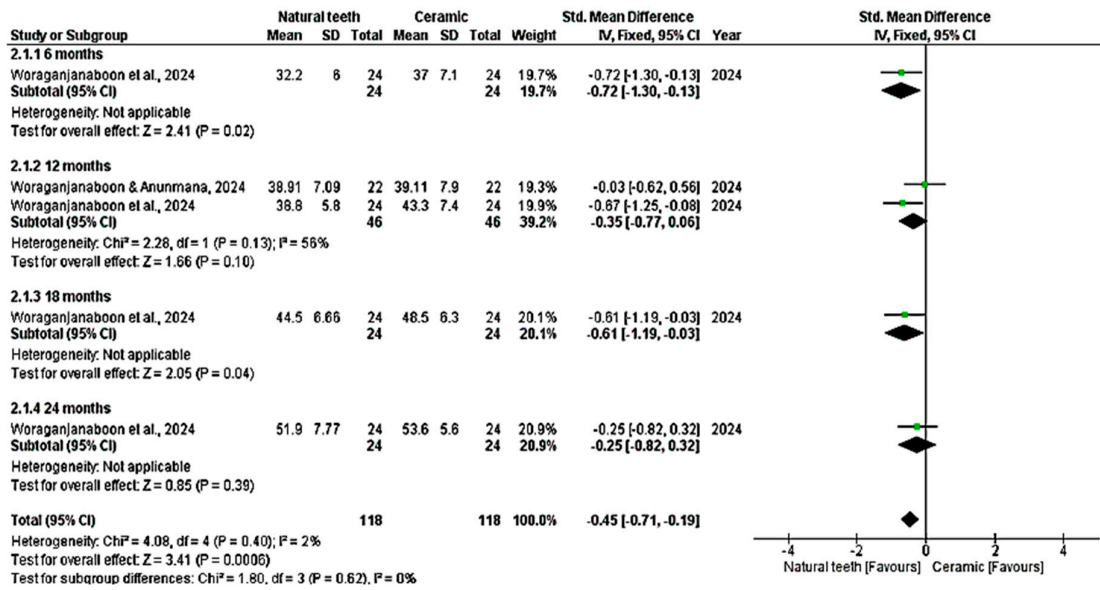 Natural teeth Ceramic Std. Mean Difference Std. Mean Difference
Study or Subgroup Mean SD Total Mean SD Total Weight IV, Fixed, 95% CI Year IV, Fixed, 95% CI
2.1.1 6 months
Woraganjanaboon et al., 2024 32.2 6 24 37 7.1 24 19.7% -0.72 [-1.30, -0.13] 2024
Subtotal (95% CI) 24 24 19.7% -0.72 [-1.30, -0.13]
Heterogeneity: Not applicable
Test for overall effect: Z = 2.41 (P = 0.02)
2.1.2 12 months
Woraganjanaboon & Anunmana, 2024 38.91 7.09 22 39.11 7.9 22 19.3% -0.03 [-0.62, 0.56] 2024
Woraganjanaboon et al., 2024 38.8 5.8 24 43.3 7.4 24 19.9% -0.67 [-1.25, -0.08] 2024
Subtotal (95% CI) 46 46 39.2% -0.35 [-0.77, 0.06]
Heterogeneity: Chi² = 2.28, df = 1 (P = 0.13); I² = 56%
Test for overall effect: Z = 1.66 (P = 0.10)
2.1.3 18 months
Woraganjanaboon et al., 2024 44.5 6.66 24 48.5 6.3 24 20.1% -0.61 [-1.19, -0.03] 2024
Subtotal (95% CI) 24 24 20.1% -0.61 [-1.19, -0.03]
Heterogeneity: Not applicable
Test for overall effect: Z = 2.05 (P = 0.04)
2.1.4 24 months
Woraganjanaboon et al., 2024 51.9 7.77 24 53.6 5.6 24 20.9% -0.25 [-0.82, 0.32] 2024
Subtotal (95% CI) 24 24 20.9% -0.25 [-0.82, 0.32]
Heterogeneity: Not applicable
Test for overall effect: Z = 0.85 (P = 0.39)
Total (95% CI) 118 118 100.0% -0.45 [-0.71, -0.19]
Heterogeneity: Chi² = 4.08, df = 4 (P = 0.40); I² = 2%
Test for overall effect: Z = 3.41 (P = 0.0006)
Test for subgroup differences: Chi² = 1.80, df = 3 (P = 0.62), I² = 0%
-4 -2 0 2 4
Natural teeth [Favours] Ceramic [Favours]